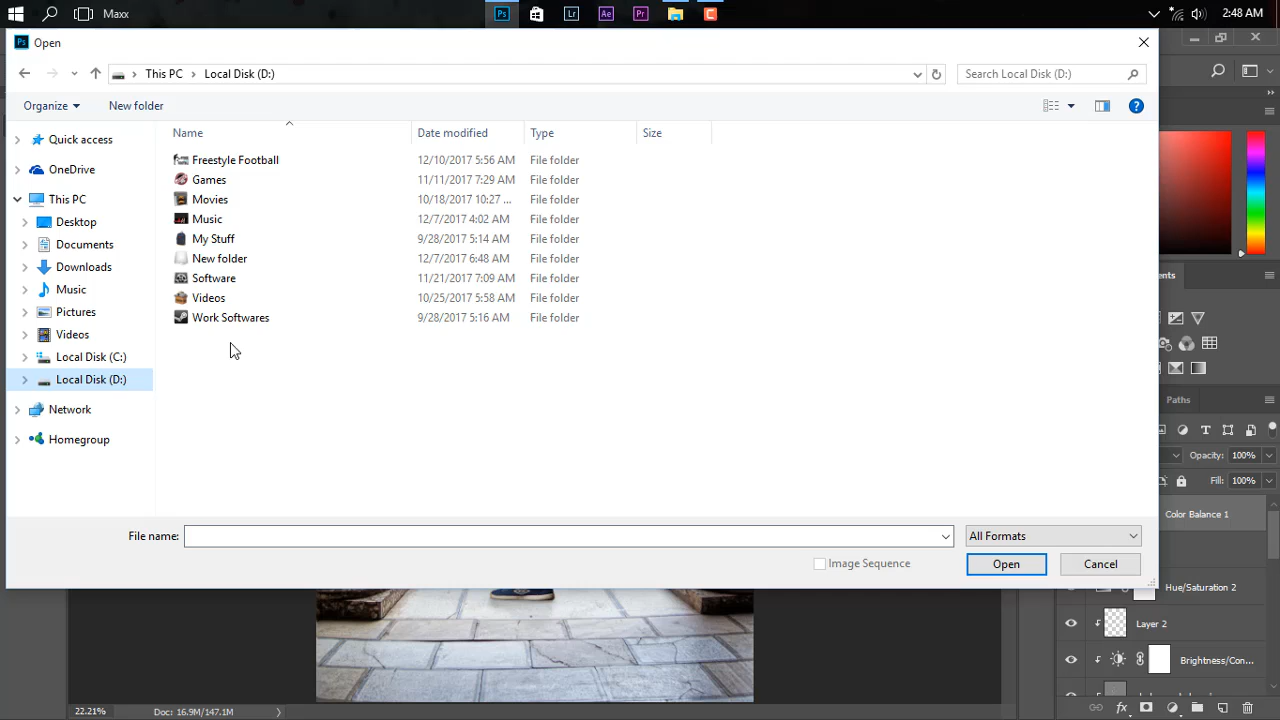 Maxx
Ps Lr Ae Pr C 2:48 AM
Ps Open
This PC Local Disk (D:) Search Local Disk (D:)
Organize New folder
Name Date modified Type Size
Freestyle Football 12/10/2017 5:56 AM File folder
Games 11/11/2017 7:29 AM File folder
Movies 10/18/2017 10:27 ... File folder
Music 12/7/2017 4:02 AM File folder
My Stuff 9/28/2017 5:14 AM File folder
New folder 12/7/2017 6:48 AM File folder
Software 11/21/2017 7:09 AM File folder
Videos 10/25/2017 5:58 AM File folder
Work Softwares 9/28/2017 5:16 AM File folder
Quick access
OneDrive
This PC
Desktop
Documents
Downloads
Music
Pictures
Videos
Local Disk (C:)
Local Disk (D:)
Network
Homegroup
File name: All Formats
Image Sequence Open Cancel
ents
Paths
Opacity: 100%
Fill: 100%
Color Balance 1
Hue/Saturation 2
Layer 2
Brightness/Con...
22.21% Doc: 16.9M/147.1M
fx